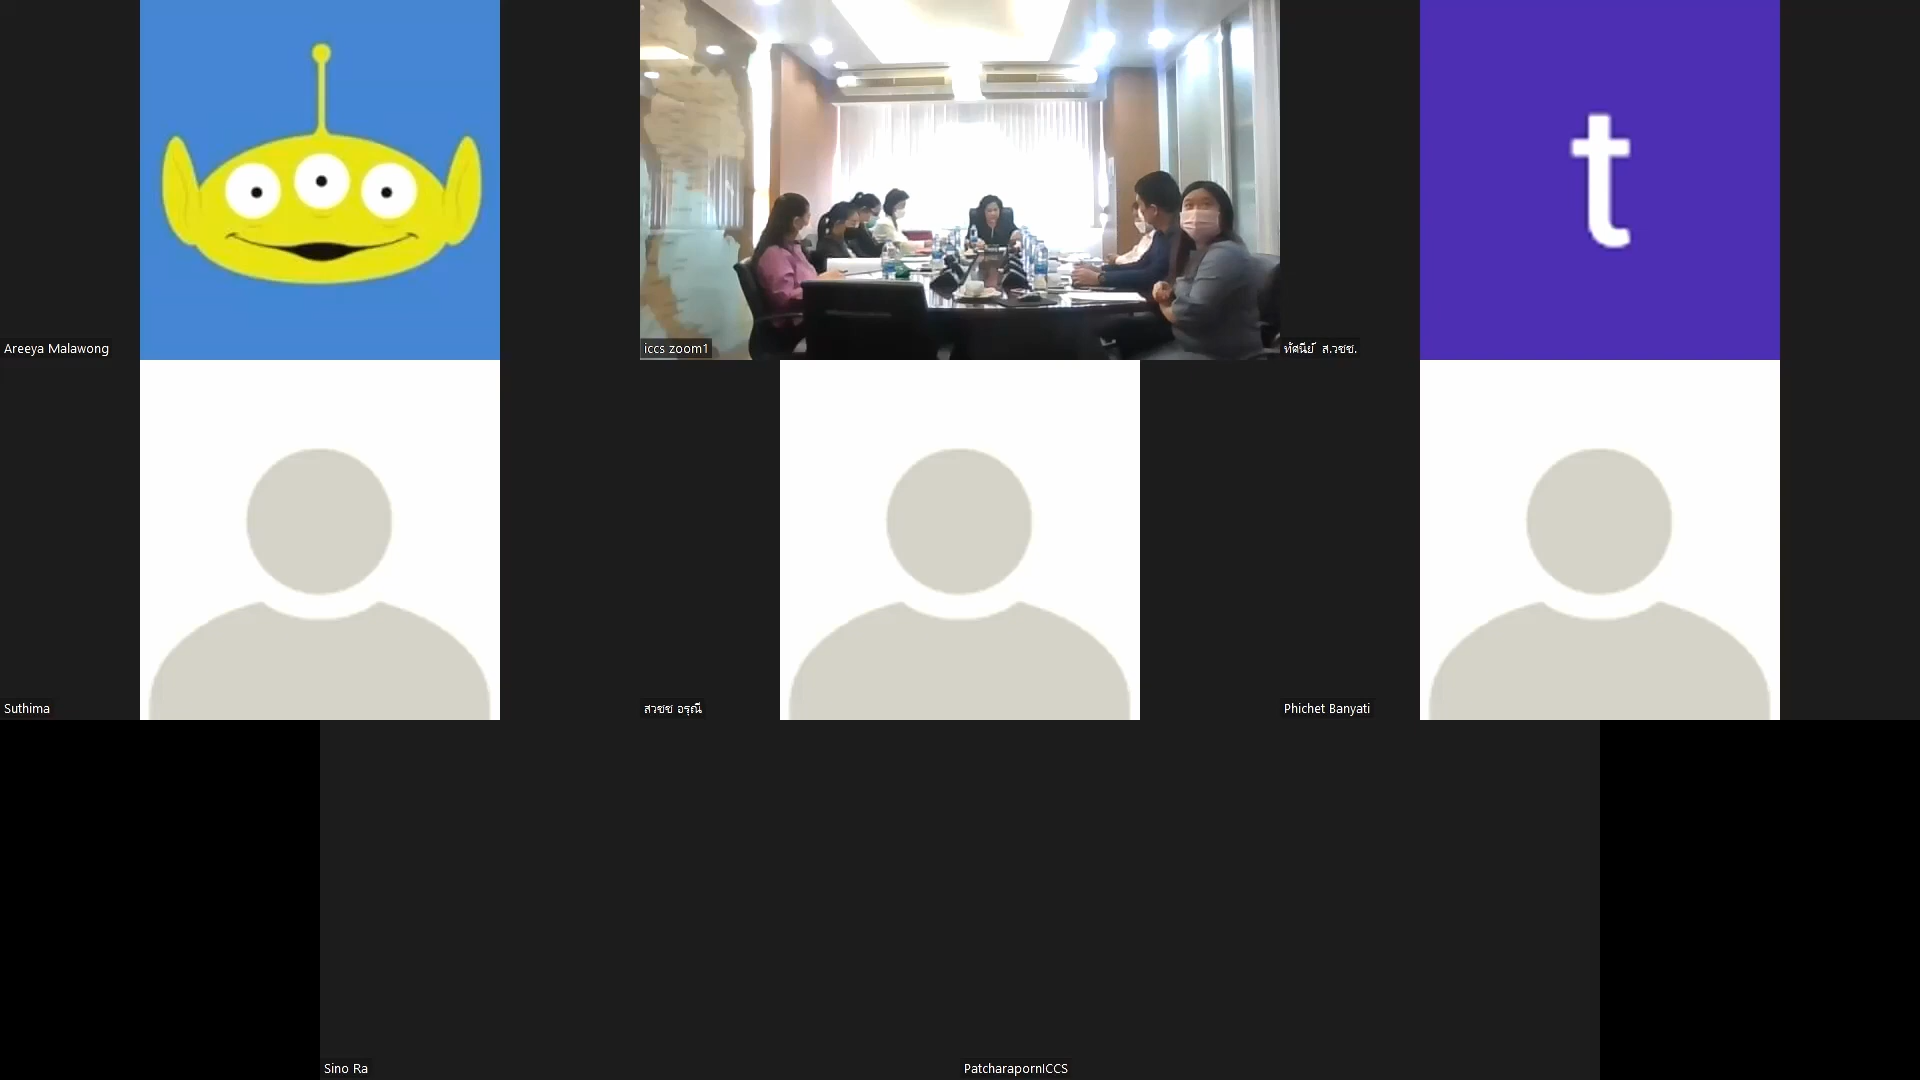 t
Areeya Malawong
iccs zoom1
ทัศนีย์ ส.วชช.
Suthima
สวชช อรุณี
Phichet Banyati
Sino Ra
PatcharapornICCS